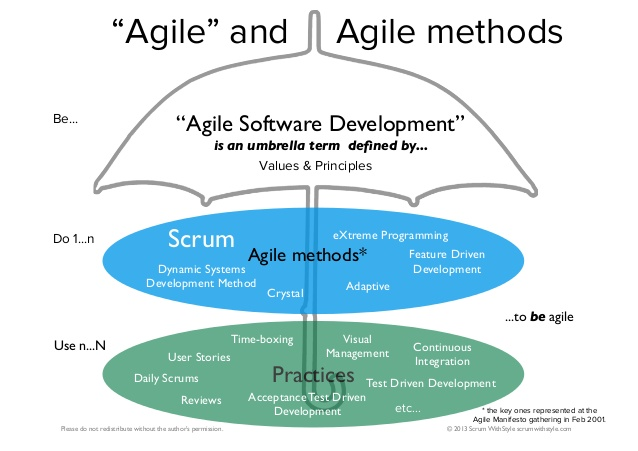 “Agile” and Agile methods
Be...
“Agile Software Development”
is an umbrella term defined by...
Values & Principles
Do 1...n
Scrum
eXtreme Programming
Agile methods*
Feature Driven
Development
Dynamic Systems
Development Method
Crystal
Adaptive
...to be agile
Use n...N
Time-boxing
Visual
Management
Continuous
Integration
User Stories
Daily Scrums
Practices
Test Driven Development
Reviews
Acceptance Test Driven
Development
etc...
* the key ones represented at the
Agile Manifesto gathering in Feb 2001.
Please do not redistribute without the author's permission.
© 2013 Scrum WithStyle scrumwithstyle.com